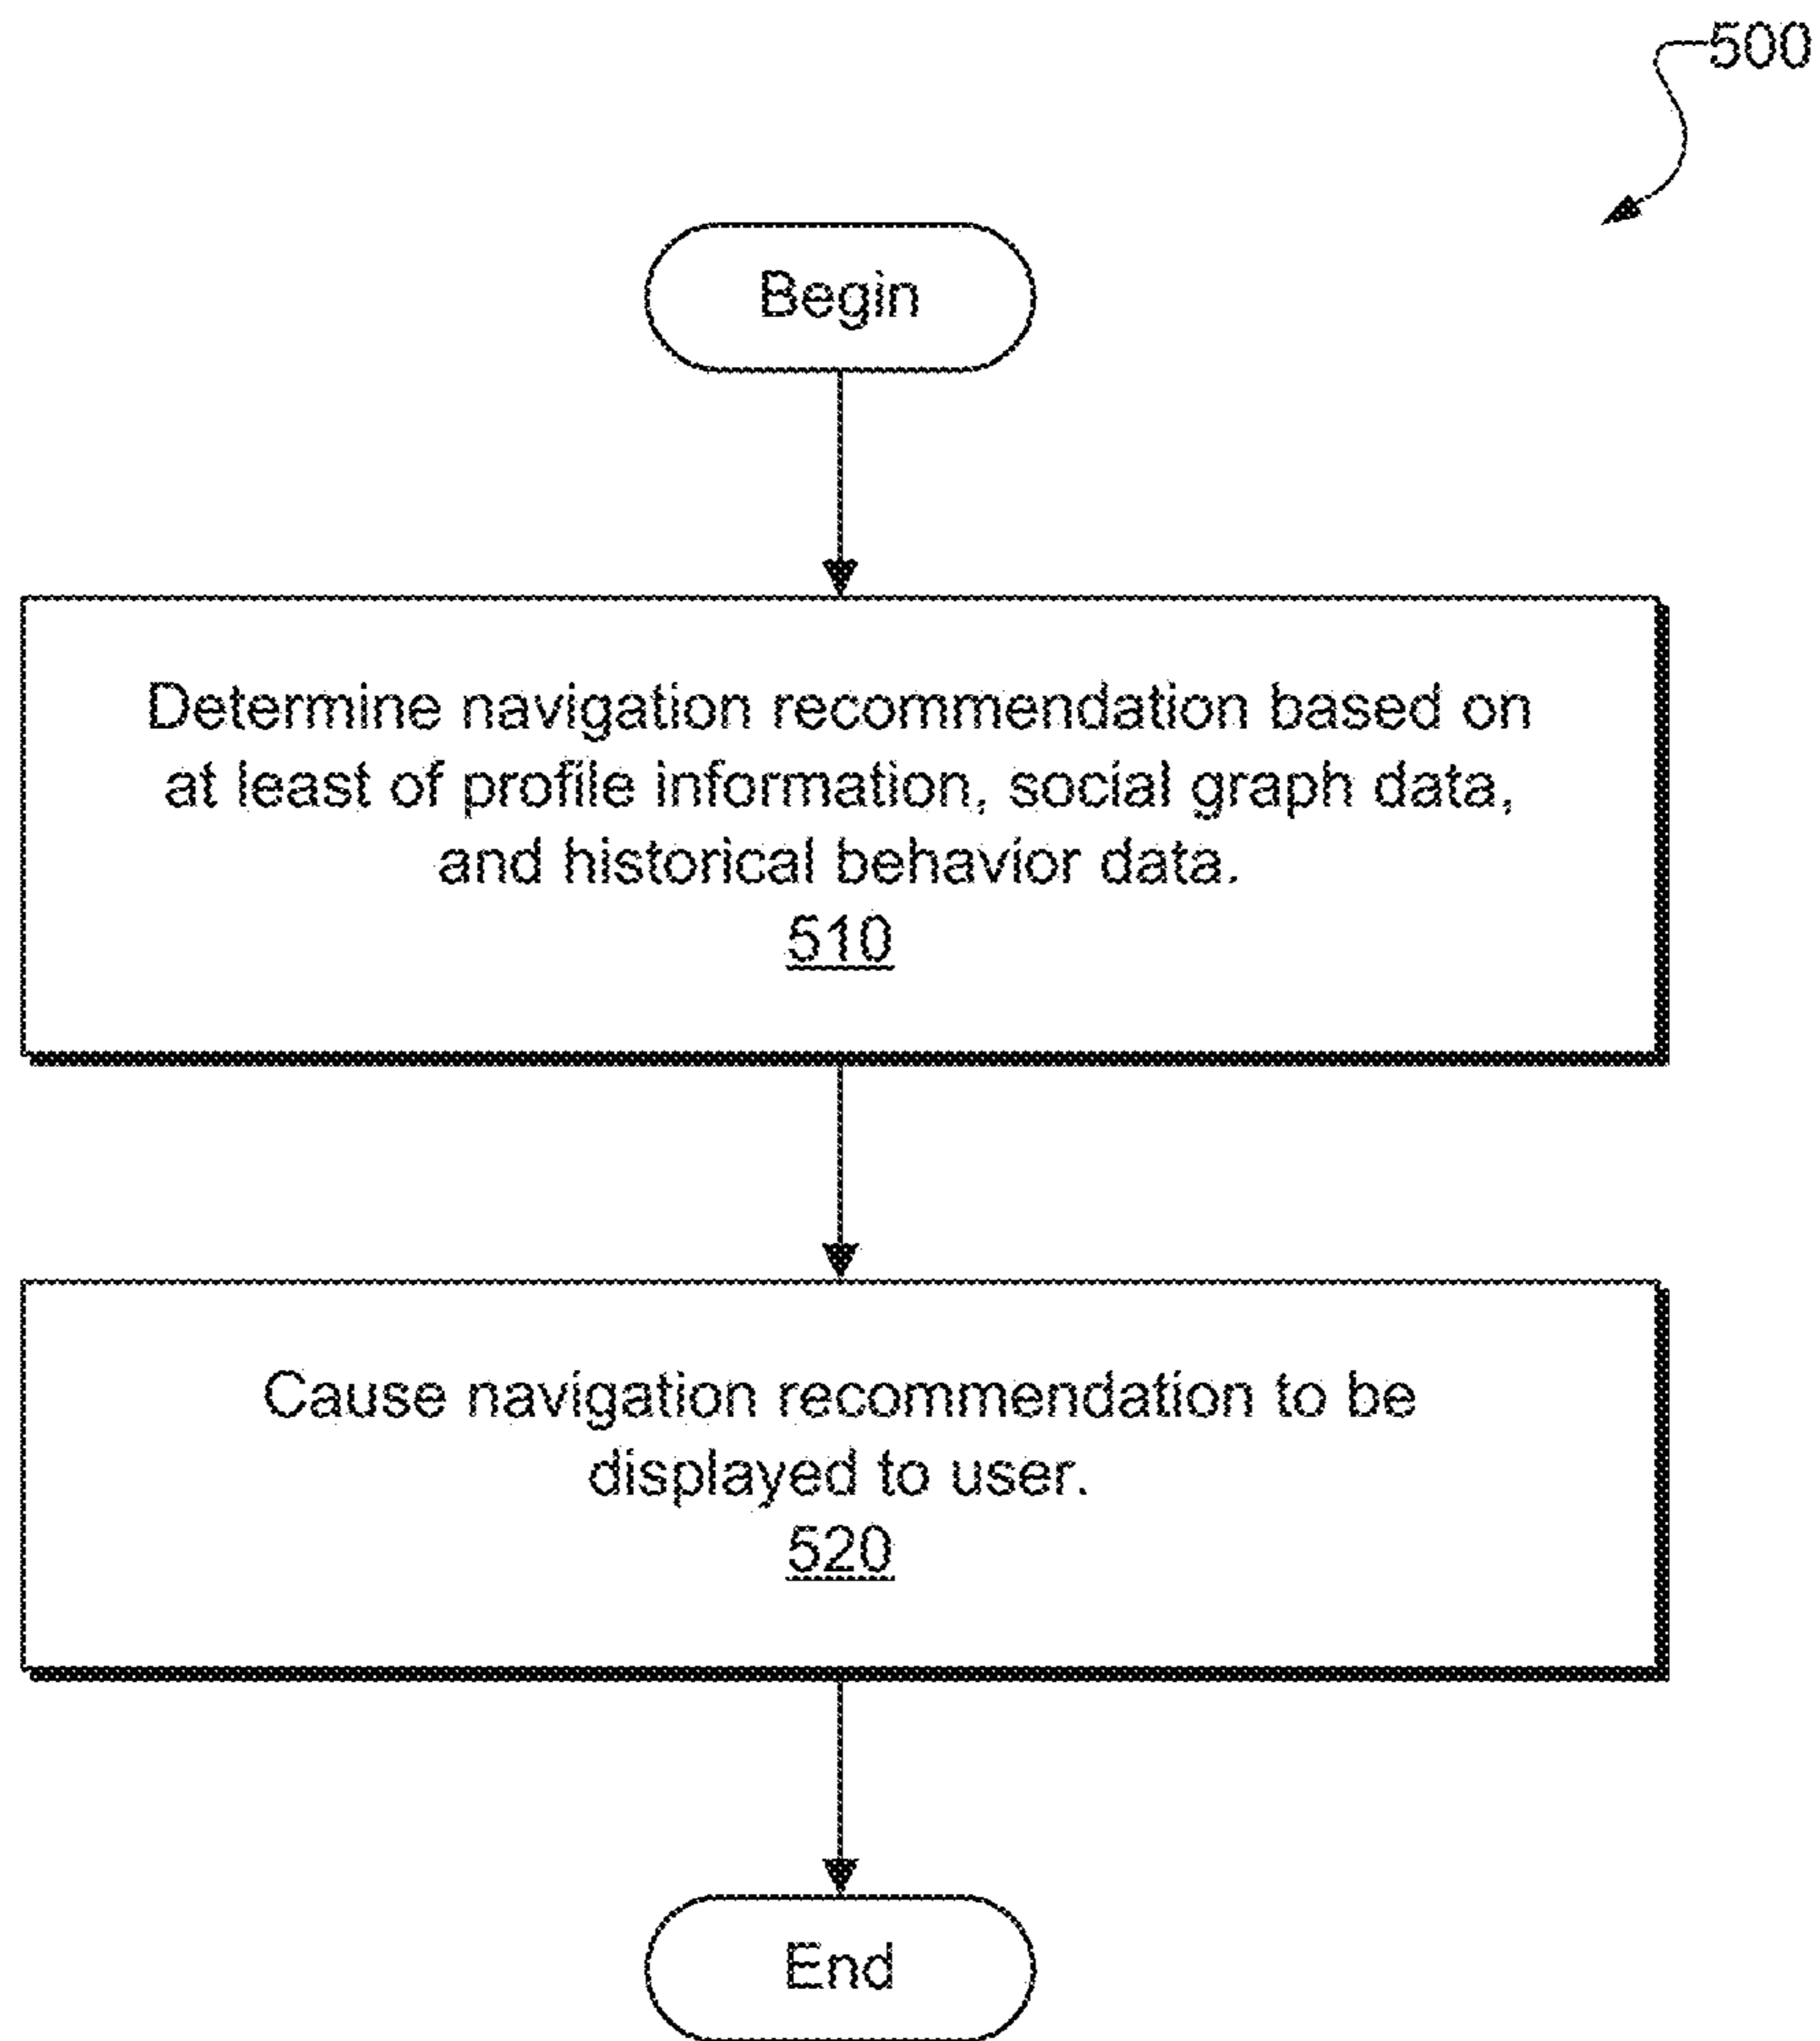 500
Begin
Determine navigation recommendation based on
at least of profile information, social graph data,
and historical behavior data.
510
Cause navigation recommendation to be
displayed to user.
520
End